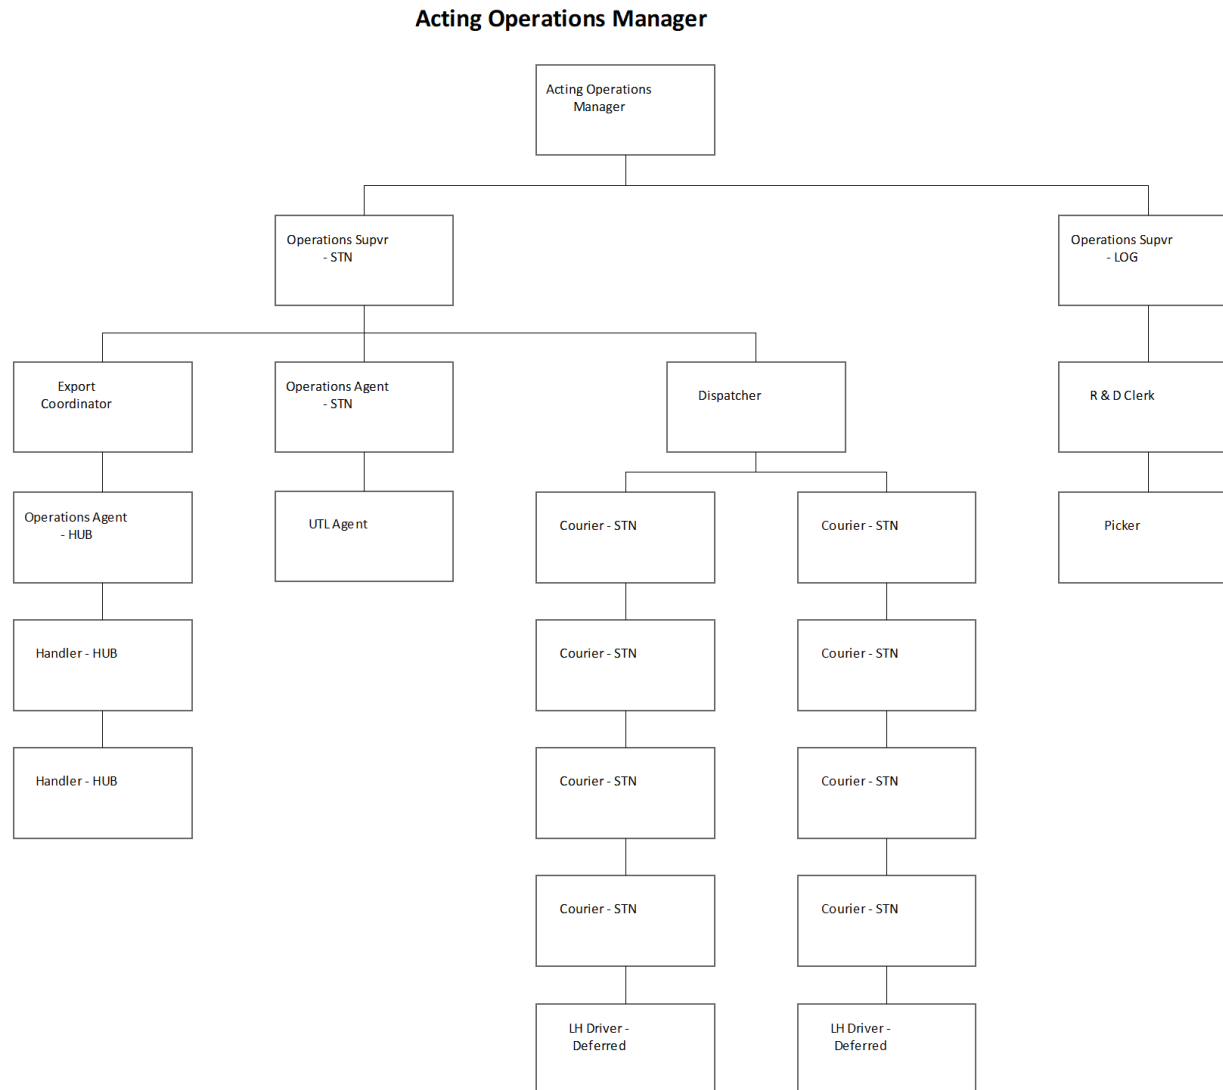 Acting Operations Manager
Acting Operations
Manager
Operations Supvr
- STN
Operations Supvr
- LOG
Export
Coordinator
Operations Agent
- STN
Dispatcher
R & D Clerk
Operations Agent
- HUB
UTL Agent
Courier - STN
Courier - STN
Picker
Handler - HUB
Courier - STN
Courier - STN
Handler - HUB
Courier - STN
Courier - STN
Courier - STN
Courier - STN
LH Driver -
Deferred
LH Driver -
Deferred